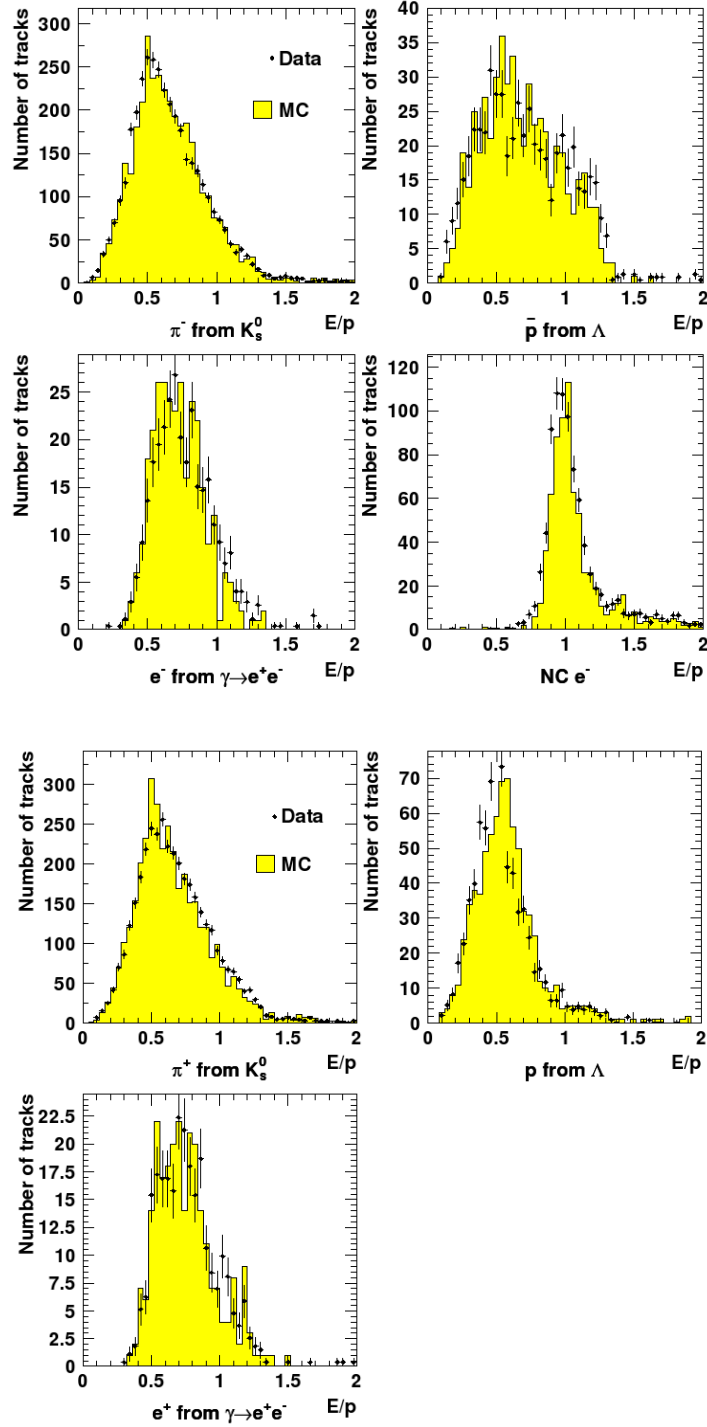 Number of tracks
300
250
200
150
100
50
0
0 0.5 1 1.5 2
E/p
π⁻ from K⁰ₛ
Data
MC
Number of tracks
40
35
30
25
20
15
10
5
0
0 0.5 1 1.5 2
E/p
p̄ from Λ
Number of tracks
25
20
15
10
5
0
0 0.5 1 1.5 2
E/p
e⁻ from γ→e⁺e⁻
Number of tracks
120
100
80
60
40
20
0
0 0.5 1 1.5 2
E/p
NC e⁻
Number of tracks
300
250
200
150
100
50
0
0 0.5 1 1.5 2
E/p
π⁺ from K⁰ₛ
Data
MC
Number of tracks
70
60
50
40
30
20
10
0
0 0.5 1 1.5 2
E/p
p from Λ
Number of tracks
22.5
20
17.5
15
12.5
10
7.5
5
2.5
0
0 0.5 1 1.5 2
E/p
e⁺ from γ→e⁺e⁻